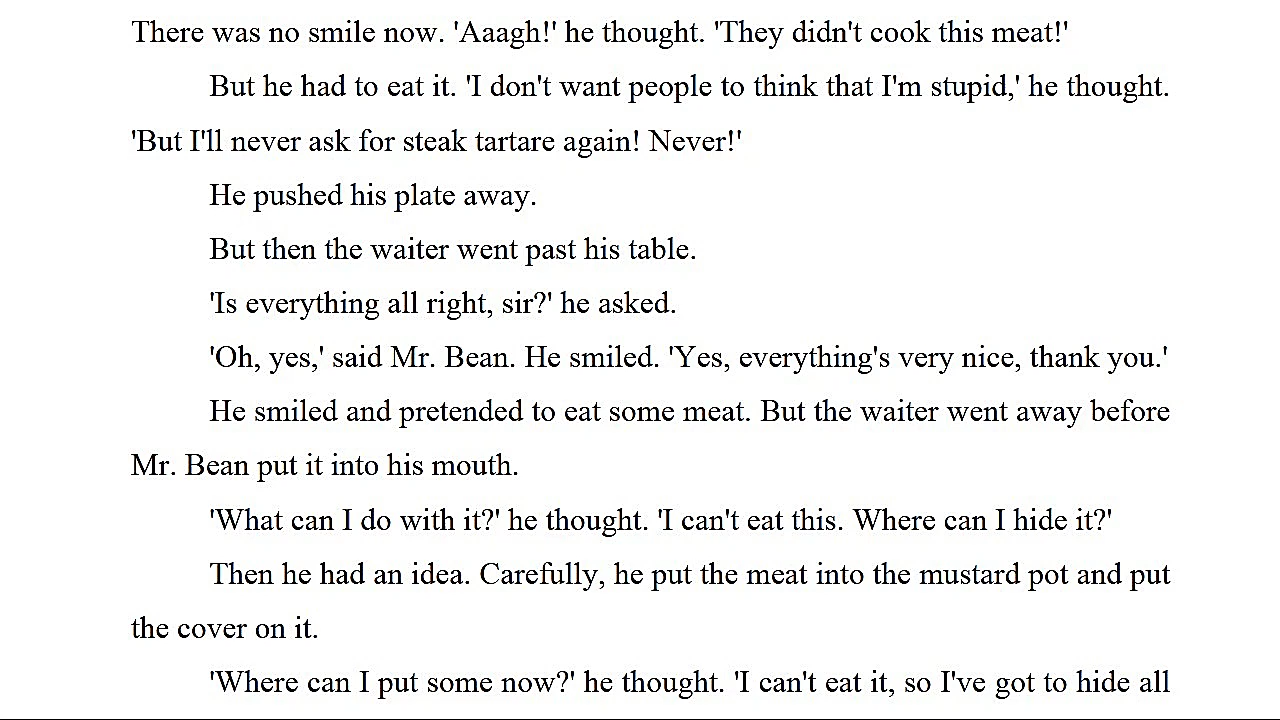 There was no smile now. 'Aaagh!' he thought. 'They didn't cook this meat!'
But he had to eat it. 'I don't want people to think that I'm stupid,' he thought.
'But I'll never ask for steak tartare again! Never!'
He pushed his plate away.
But then the waiter went past his table.
'Is everything all right, sir?' he asked.
'Oh, yes,' said Mr. Bean. He smiled. 'Yes, everything's very nice, thank you.'
He smiled and pretended to eat some meat. But the waiter went away before
Mr. Bean put it into his mouth.
'What can I do with it?' he thought. 'I can't eat this. Where can I hide it?'
Then he had an idea. Carefully, he put the meat into the mustard pot and put
the cover on it.
'Where can I put some now?' he thought. 'I can't eat it, so I've got to hide all